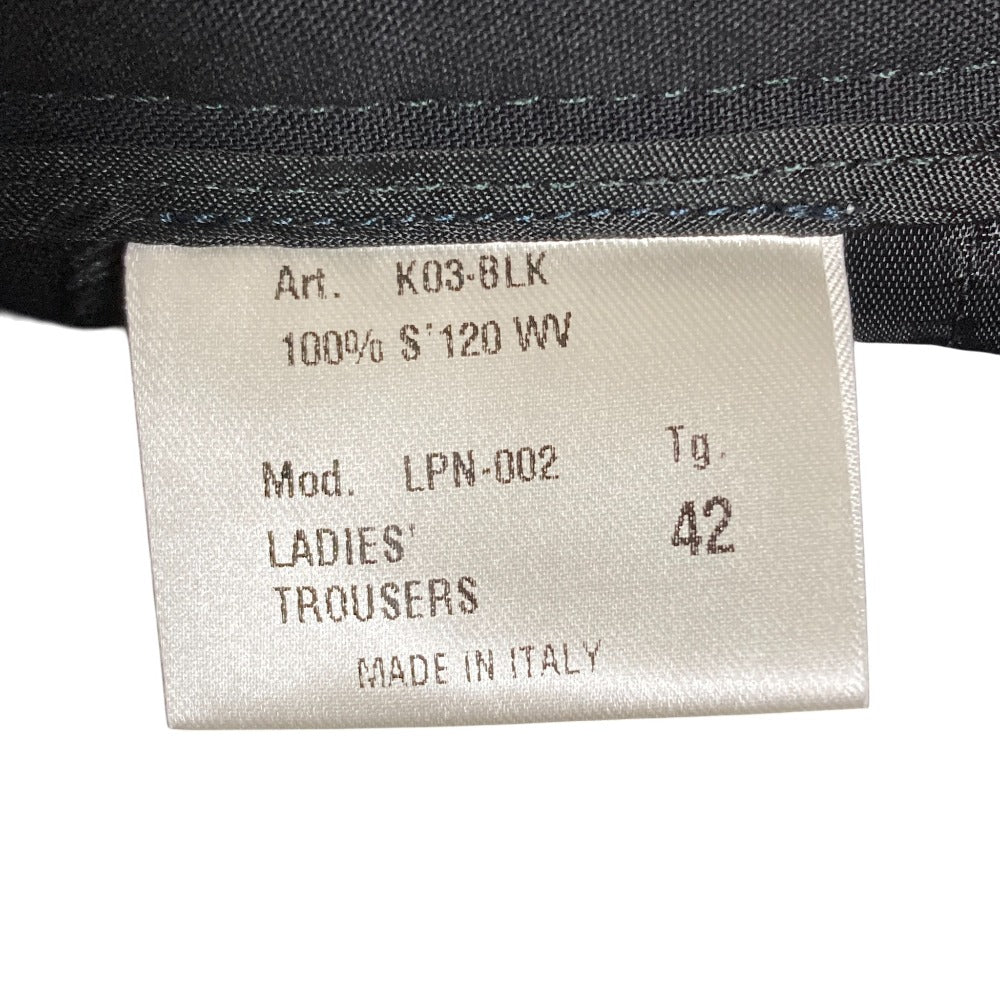 Art. K03-BLK
100% S'120 WV
Mod. LPN-002 Tg.
LADIES' 42
TROUSERS
MADE IN ITALY